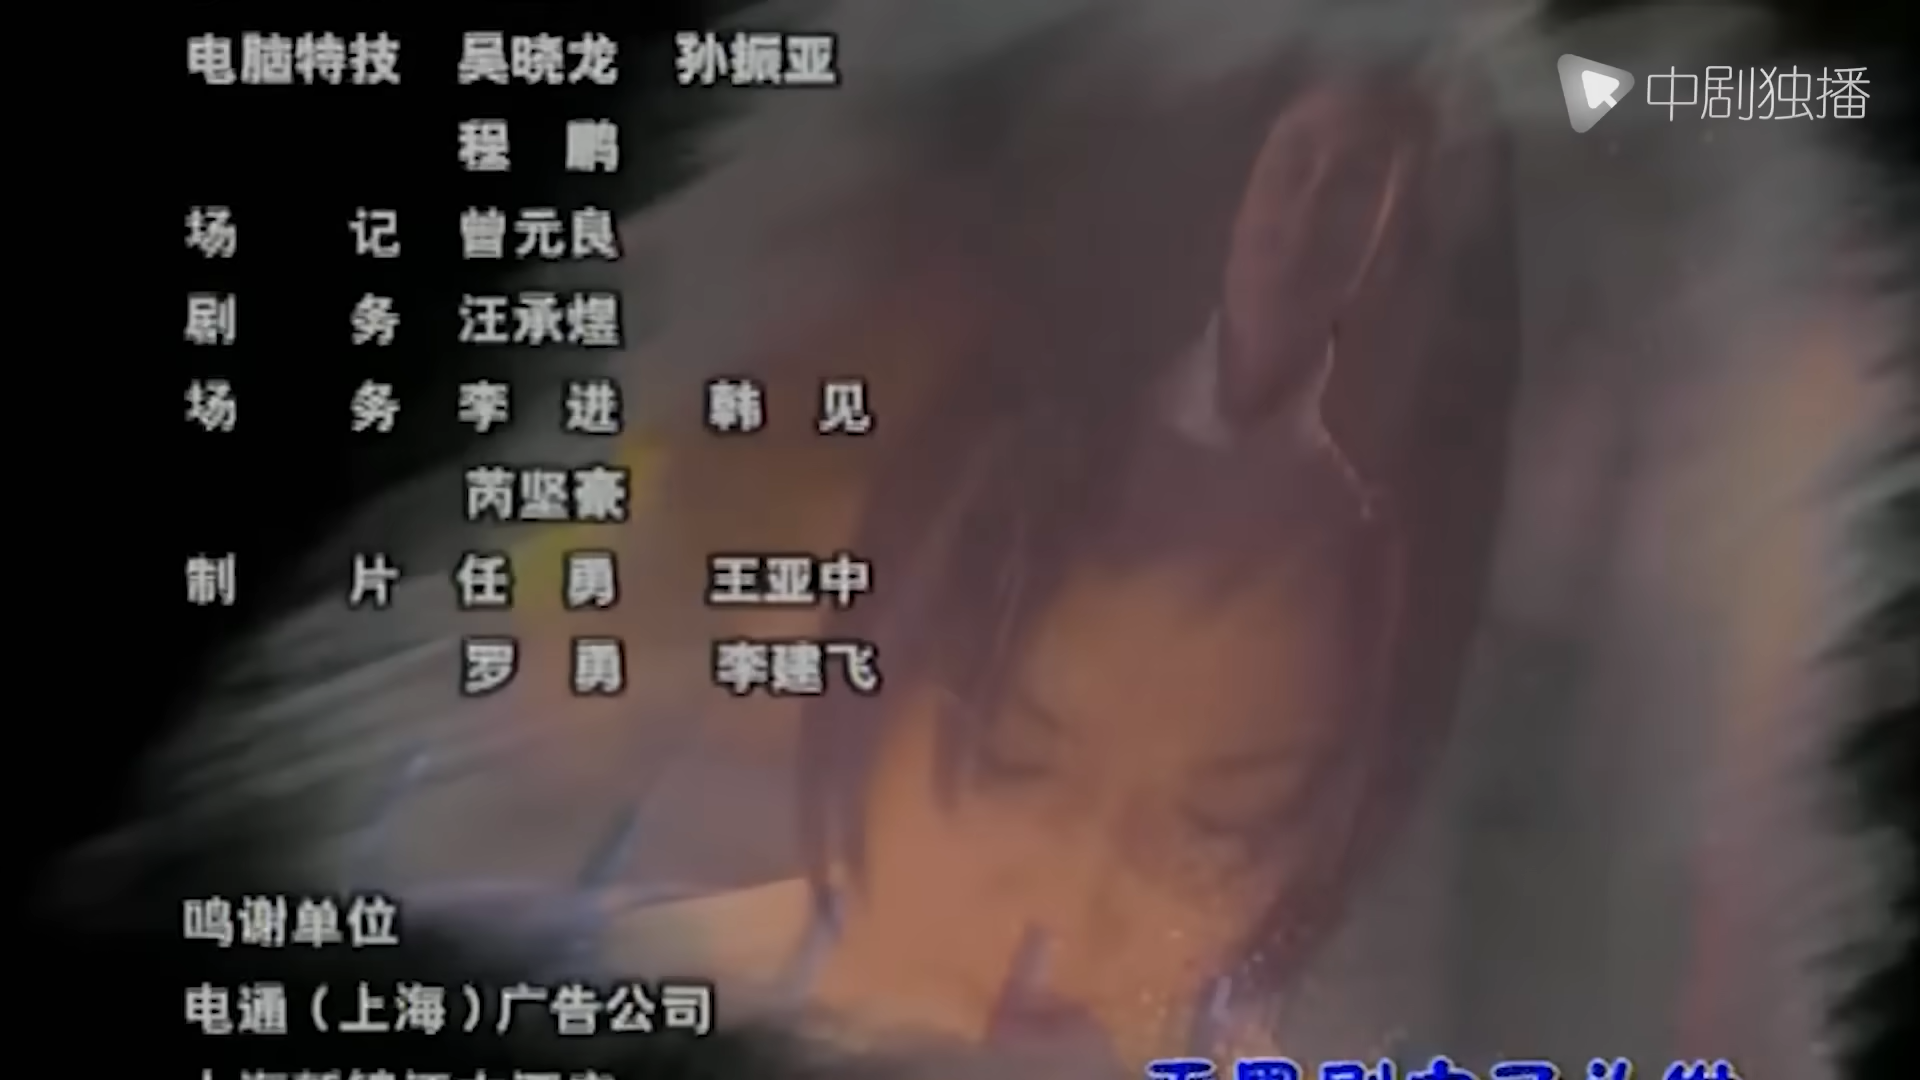 电脑特技 吴晓龙 孙振亚
中剧独播
程 鹏
场 记 曾元良
剧 务 汪承煜
场 务 李 进 韩 见
芮坚豪
制 片 任 勇 王亚中
罗 勇 李建飞
鸣谢单位
电通(上海)广告公司